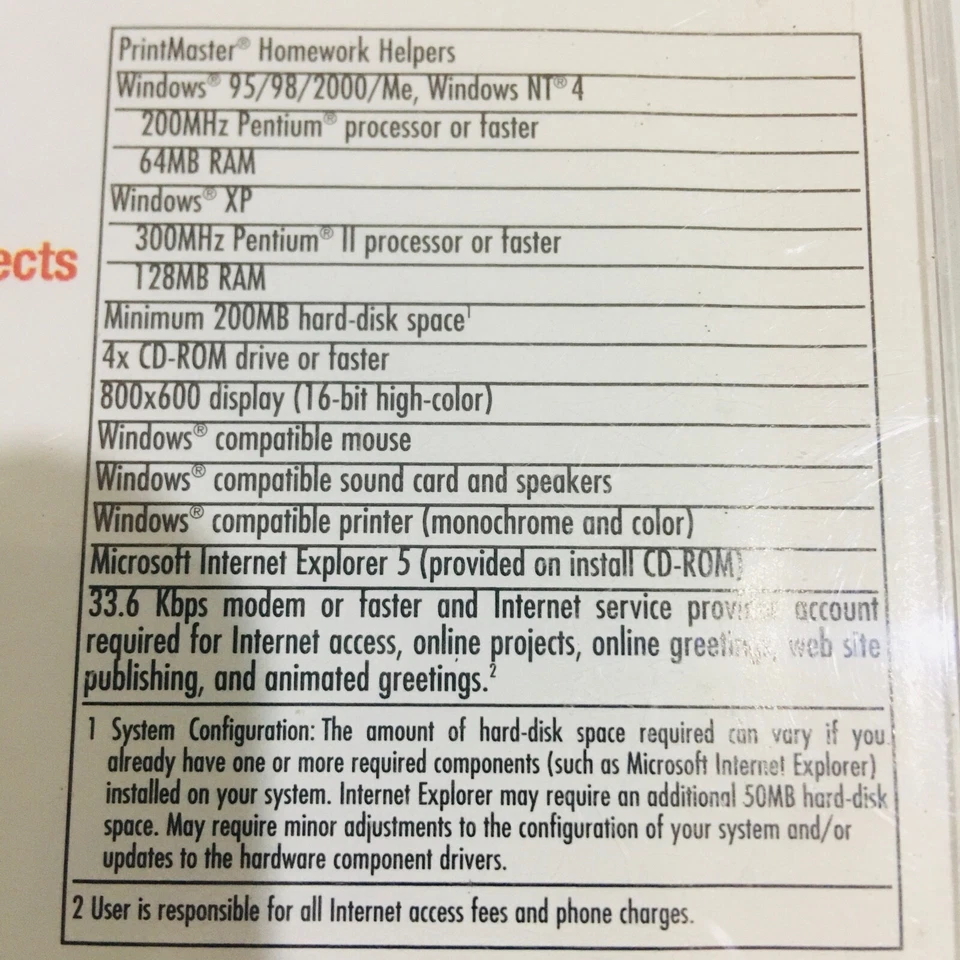 PrintMaster® Homework Helpers
Windows® 95/98/2000/Me, Windows NT® 4
200MHz Pentium® processor or faster
64MB RAM
Windows® XP
300MHz Pentium® II processor or faster
ects
128MB RAM
Minimum 200MB hard-disk space¹
4x CD-ROM drive or faster
800x600 display (16-bit high-color)
Windows® compatible mouse
Windows® compatible sound card and speakers
Windows® compatible printer (monochrome and color)
Microsoft Internet Explorer 5 (provided on install CD-ROM)
33.6 Kbps modem or faster and Internet service provider account
required for Internet access, online projects, online greetings, web site
publishing, and animated greetings.²
1 System Configuration: The amount of hard-disk space required can vary if you
already have one or more required components (such as Microsoft Internet Explorer)
installed on your system. Internet Explorer may require an additional 50MB hard-disk
space. May require minor adjustments to the configuration of your system and/or
updates to the hardware component drivers.
2 User is responsible for all Internet access fees and phone charges.